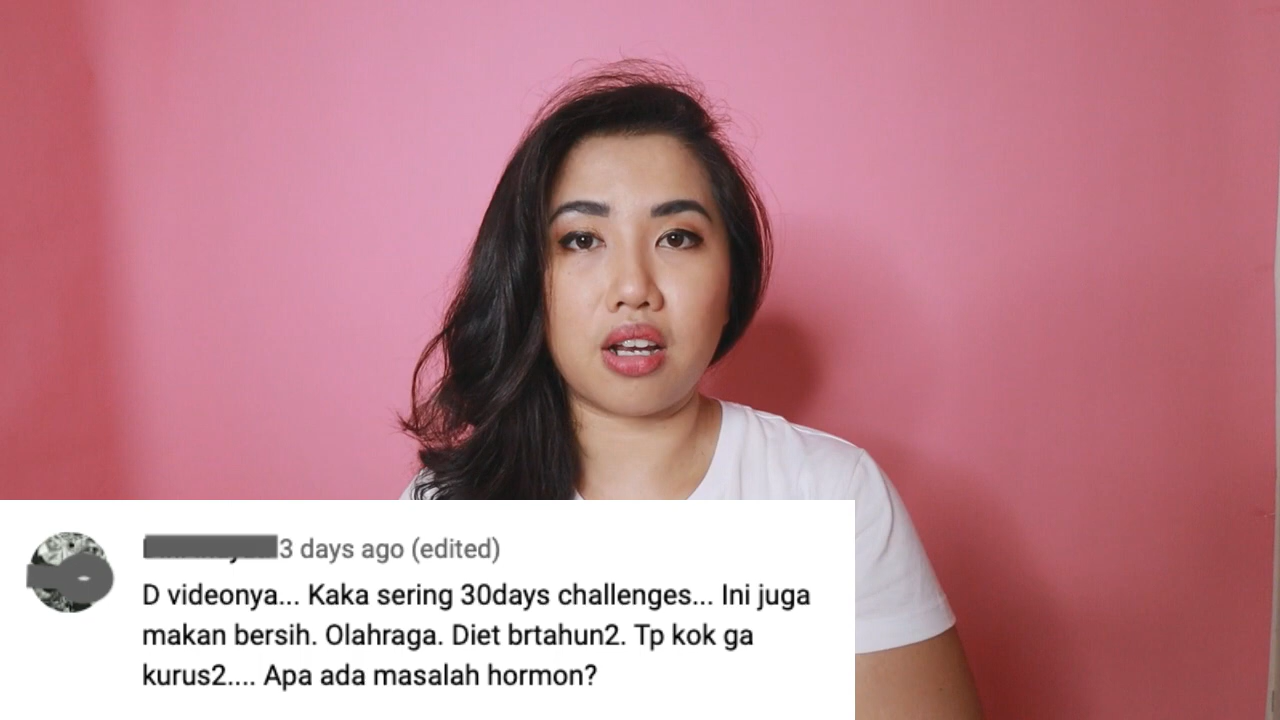 3 days ago (edited)
D videonya... Kaka sering 30days challenges... Ini juga
makan bersih. Olahraga. Diet brtahun2. Tp kok ga
kurus2.... Apa ada masalah hormon?